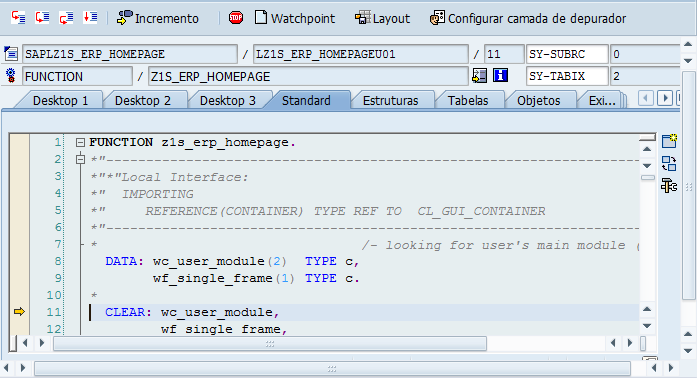 Incremento Watchpoint Layout Configurar camada de depurador
SAPLZ1S_ERP_HOMEPAGE / LZ1S_ERP_HOMEPAGEU01 / 11 SY-SUBRC 0
FUNCTION / Z1S_ERP_HOMEPAGE SY-TABIX 2
Desktop 1 Desktop 2 Desktop 3 Standard Estruturas Tabelas Objetos Exi...
1 FUNCTION z1s_erp_homepage.
2 *"----------------------------------------------------------------------
3 *"*"Local Interface:
4 *"  IMPORTING
5 *"     REFERENCE(CONTAINER) TYPE REF TO  CL_GUI_CONTAINER
6 *"----------------------------------------------------------------------
7 * /- looking for user's main module (
8 DATA: wc_user_module(2)  TYPE c,
9 wf_single_frame(1) TYPE c.
10 *
11 CLEAR: wc_user_module,
12 wf_single_frame,